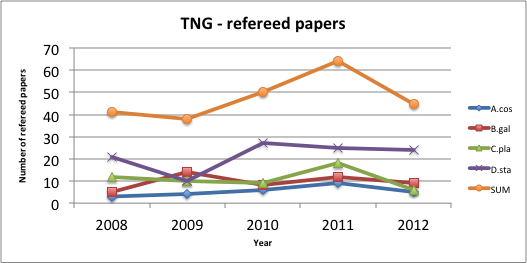 TNG - refereed papers
Number of refereed papers
70
60
50
40
30
20
10
0
2008 2009 2010 2011 2012
Year
A.cos
B.gal
C.pla
D.sta
SUM